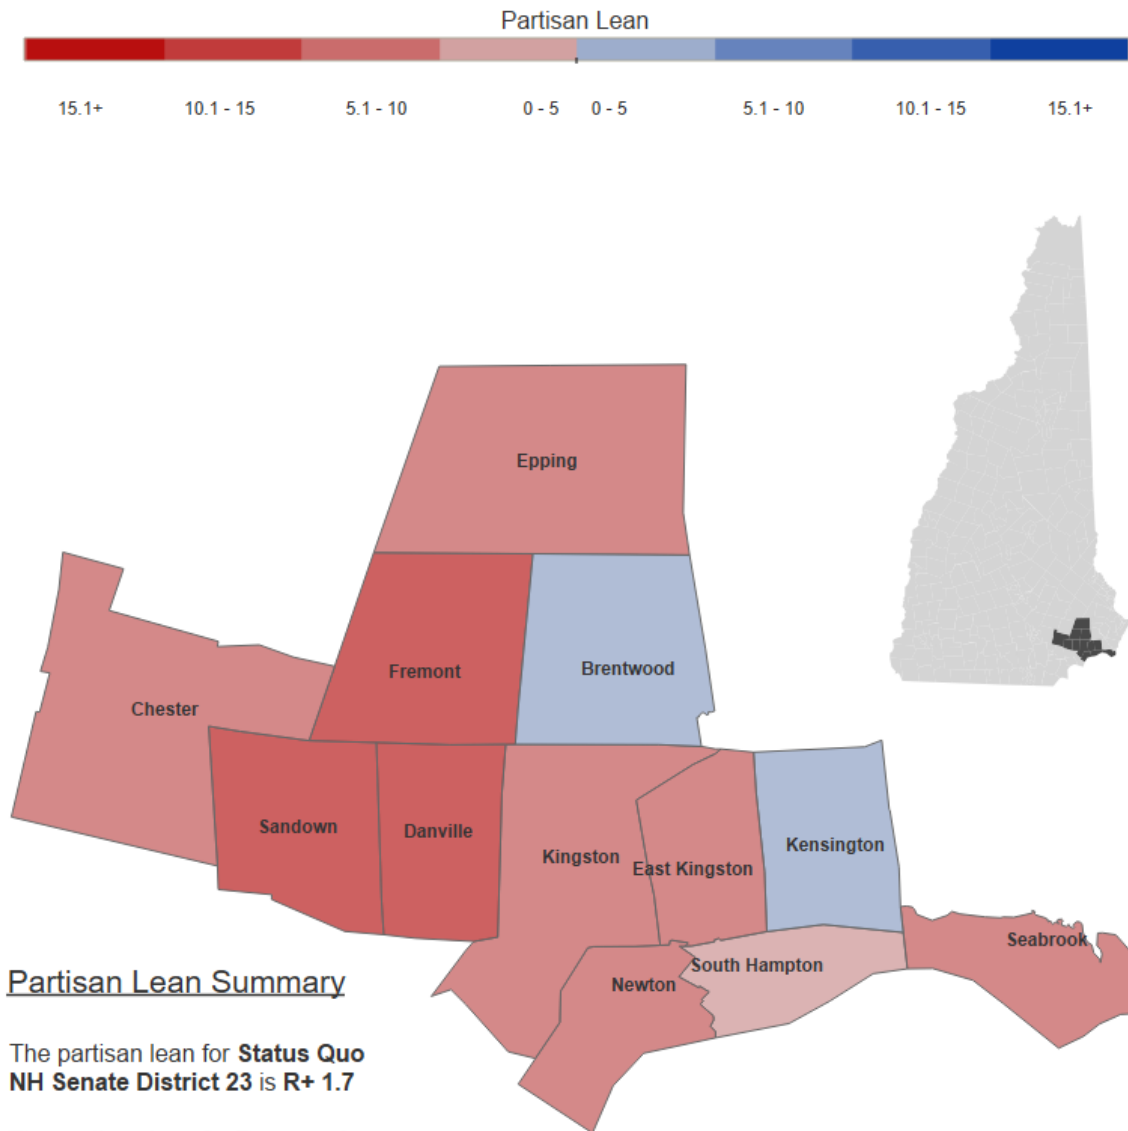 Partisan Lean
15.1+ 10.1 - 15 5.1 - 10 0 - 5 0 - 5 5.1 - 10 10.1 - 15 15.1+
Epping
Fremont
Brentwood
Chester
Sandown
Danville
Kingston
East Kingston
Kensington
Seabrook
South Hampton
Newton
Partisan Lean Summary
The partisan lean for Status Quo
NH Senate District 23 is R+ 1.7